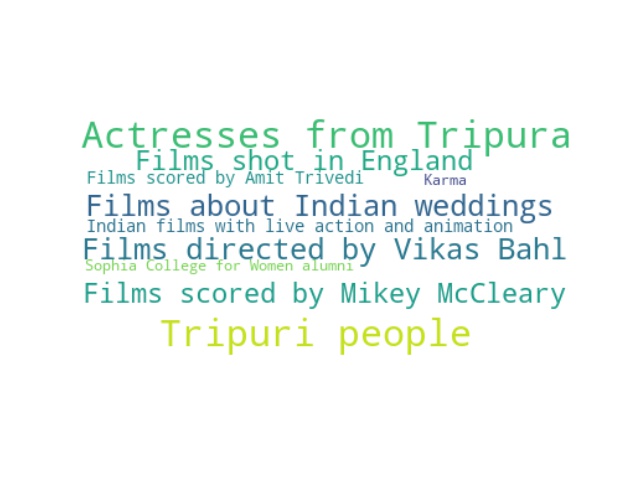 Actresses from Tripura
Films shot in England
Films scored by Amit Trivedi
Karma
Films about Indian weddings
Indian films with live action and animation
Films directed by Vikas Bahl
Sophia College for Women alumni
Films scored by Mikey McCleary
Tripuri people